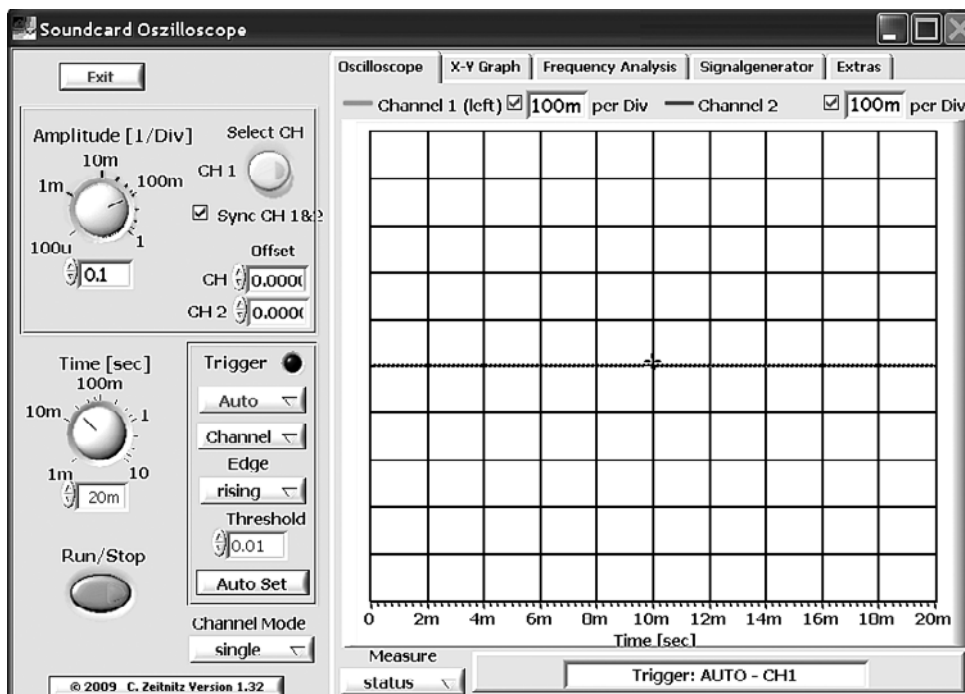 Soundcard Oszilloscope
Exit
Amplitude [1/Div]
10m
1m
100m
100u
1
0.1
Select CH
CH 1
Sync CH 1&2
Offset
CH
0.000
CH 2
0.000
Time [sec]
100m
10m
1
1m
10
20m
Run/Stop
Trigger
Auto
Channel
Edge
rising
Threshold
0.01
Auto Set
Channel Mode
single
© 2009 C. Zeitnitz Version 1.32
Oscilloscope X-Y Graph Frequency Analysis Signalgenerator Extras
Channel 1 (left) 100m per Div Channel 2 100m per Div
0 2m 4m 6m 8m 10m 12m 14m 16m 18m 20m
Time [sec]
Measure
status
Trigger: AUTO - CH1